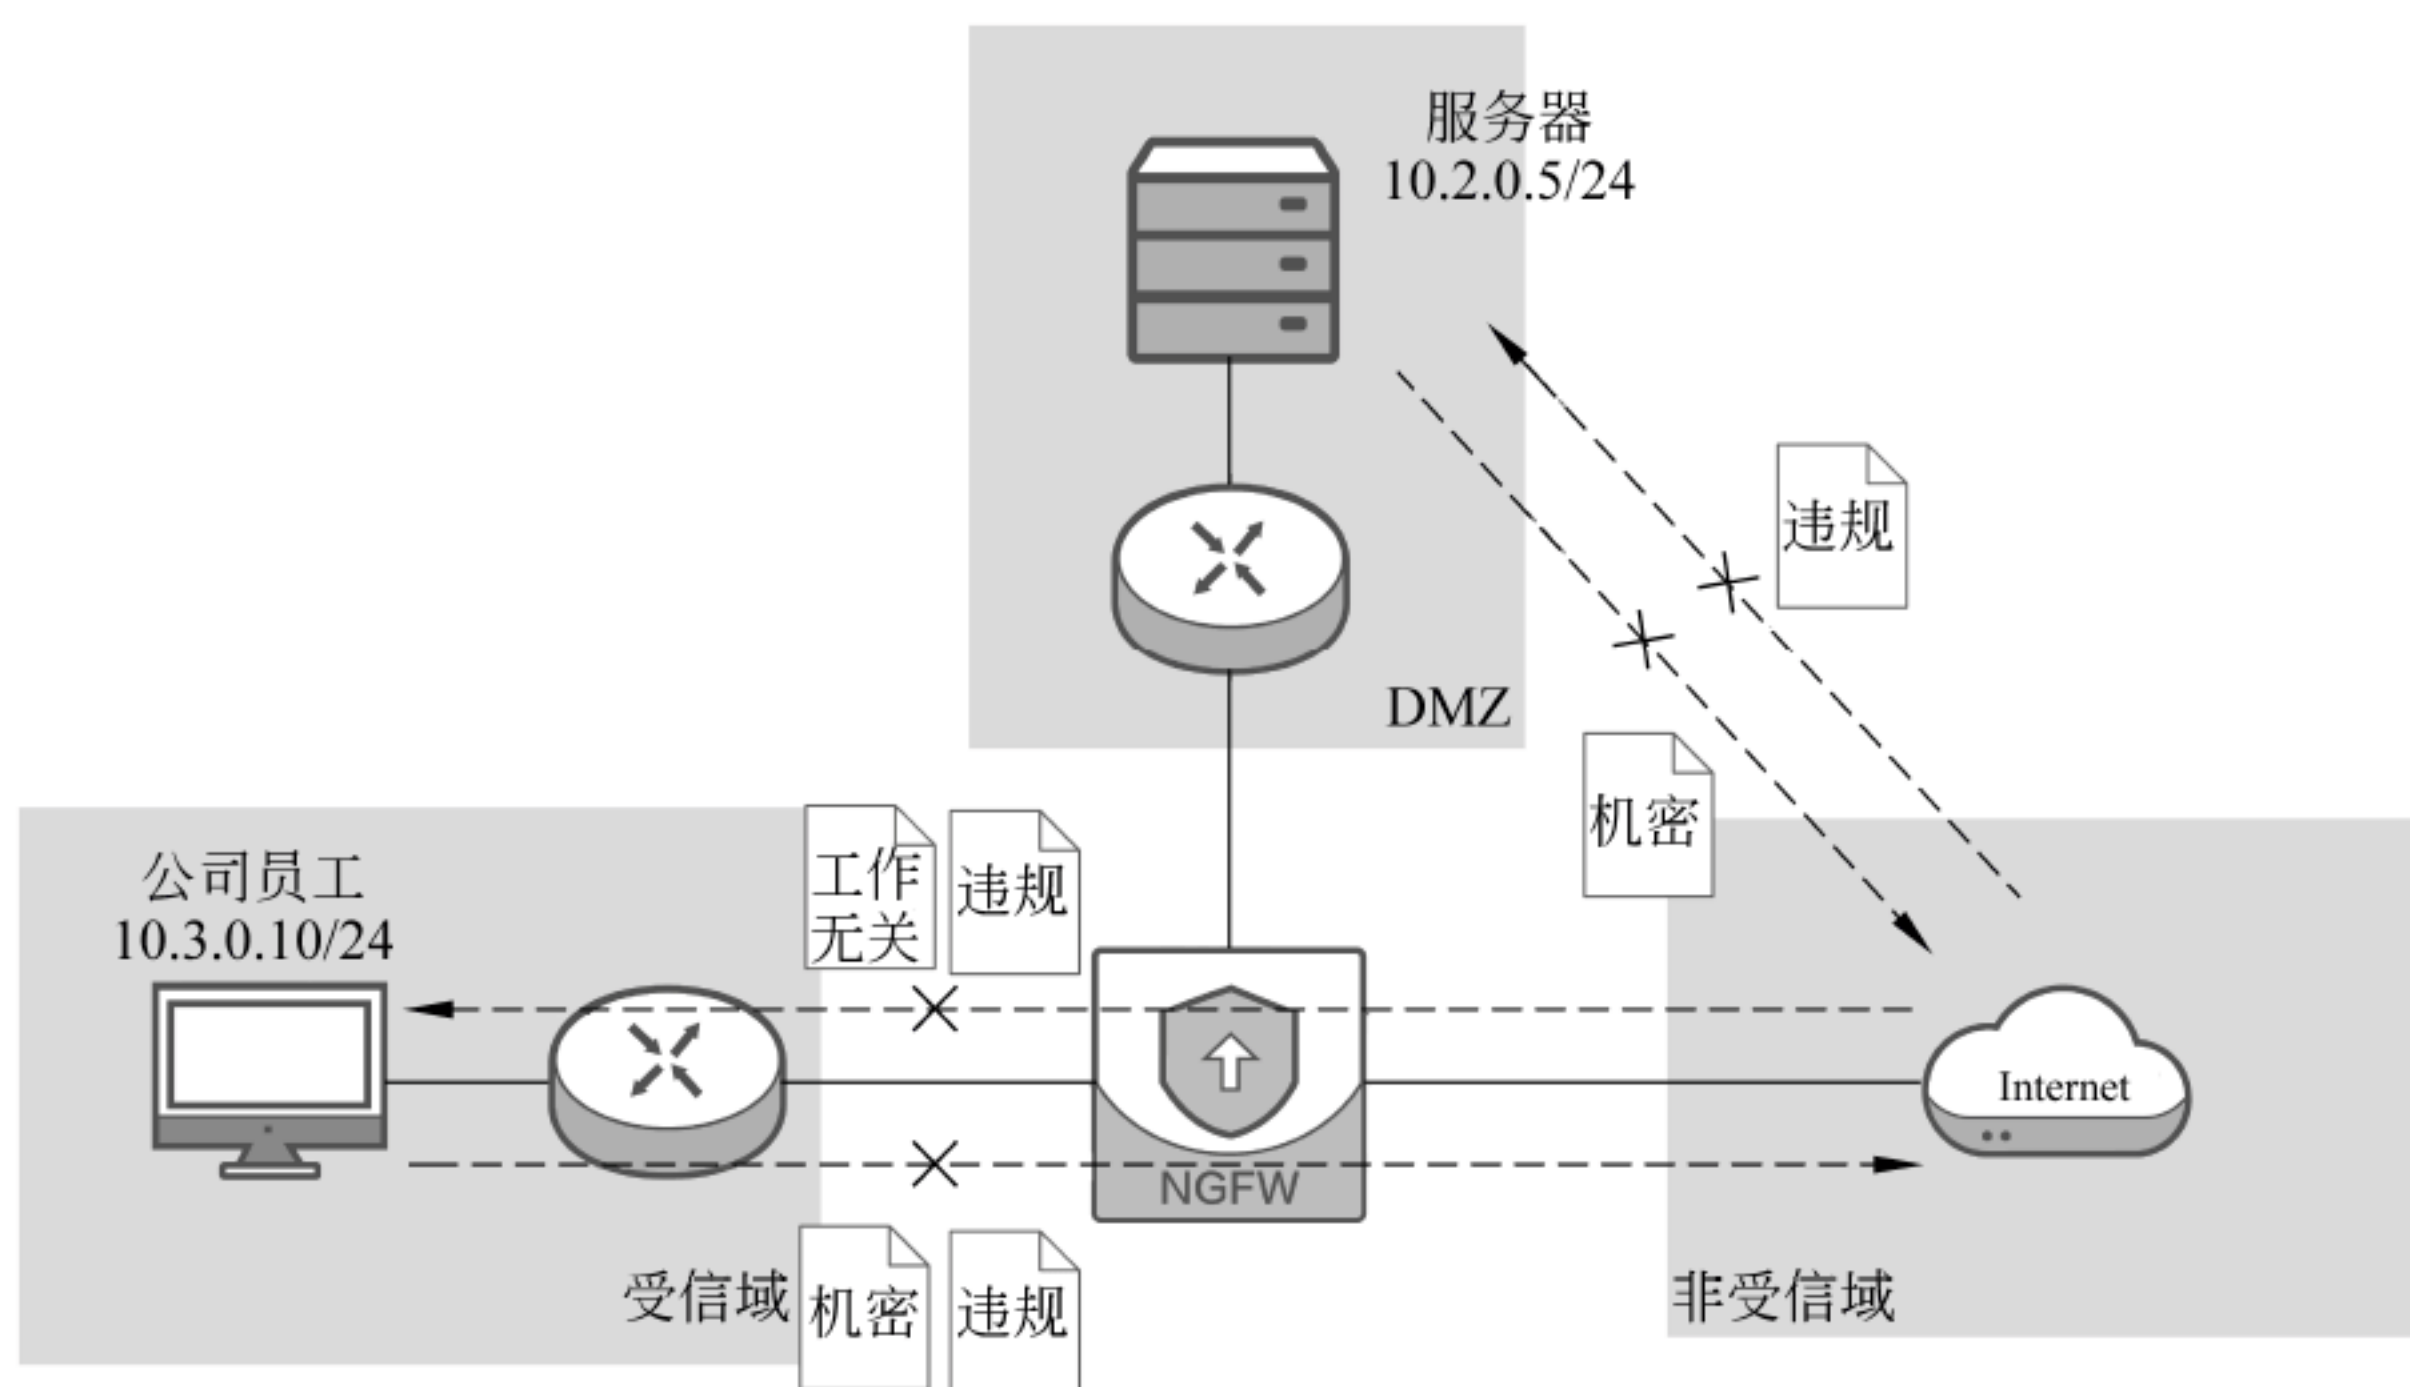 服务器
10.2.0.5/24
违规
DMZ
机密
公司员工
10.3.0.10/24
工作
无关
违规
Internet
NGFW
受信域
机密
违规
非受信域